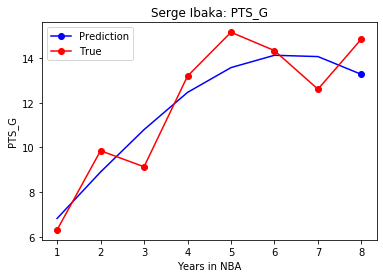 Serge Ibaka: PTS_G
Prediction
True
PTS_G
14
12
10
8
6
1 2 3 4 5 6 7 8
Years in NBA